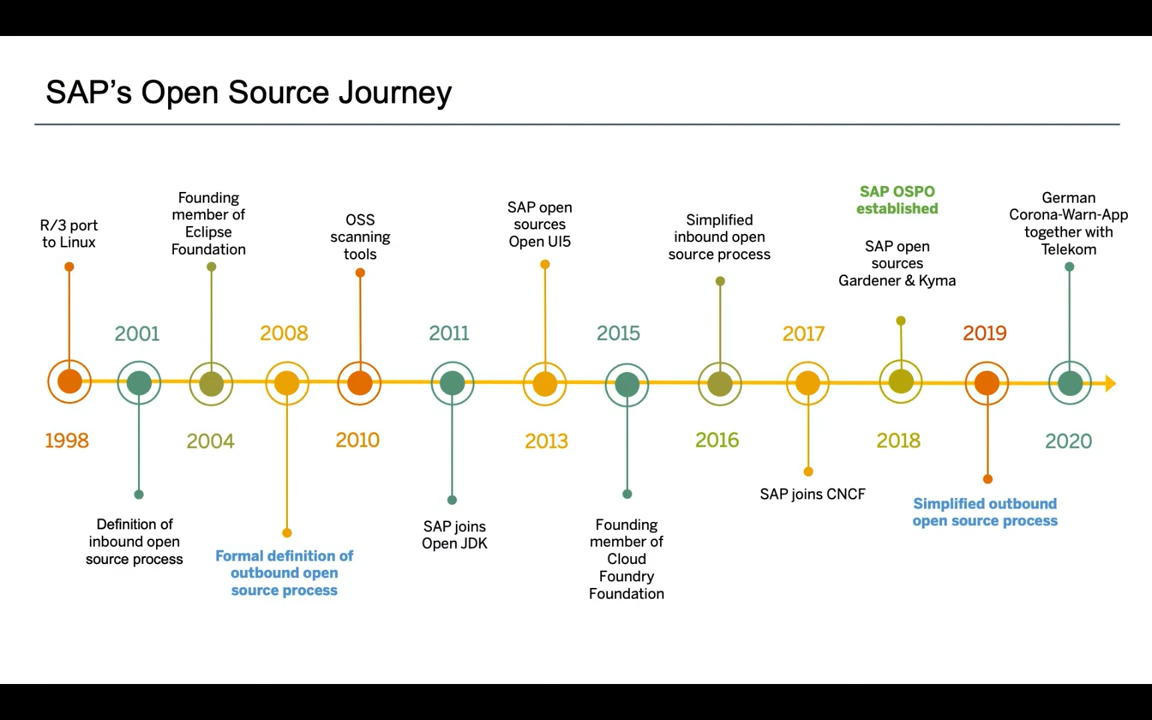 SAP's Open Source Journey
R/3 port
to Linux
1998
2001
Definition of
inbound open
source process
Founding
member of
Eclipse
Foundation
2004
2008
Formal definition of
outbound open
source process
OSS
scanning
tools
2010
2011
SAP joins
Open JDK
SAP open
sources
Open UI5
2013
2015
Founding
member of
Cloud
Foundry
Foundation
Simplified
inbound open
source process
2016
2017
SAP joins CNCF
SAP OSPO
established
SAP open
sources
Gardener & Kyma
2018
2019
Simplified outbound
open source process
German
Corona-Warn-App
together with
Telekom
2020